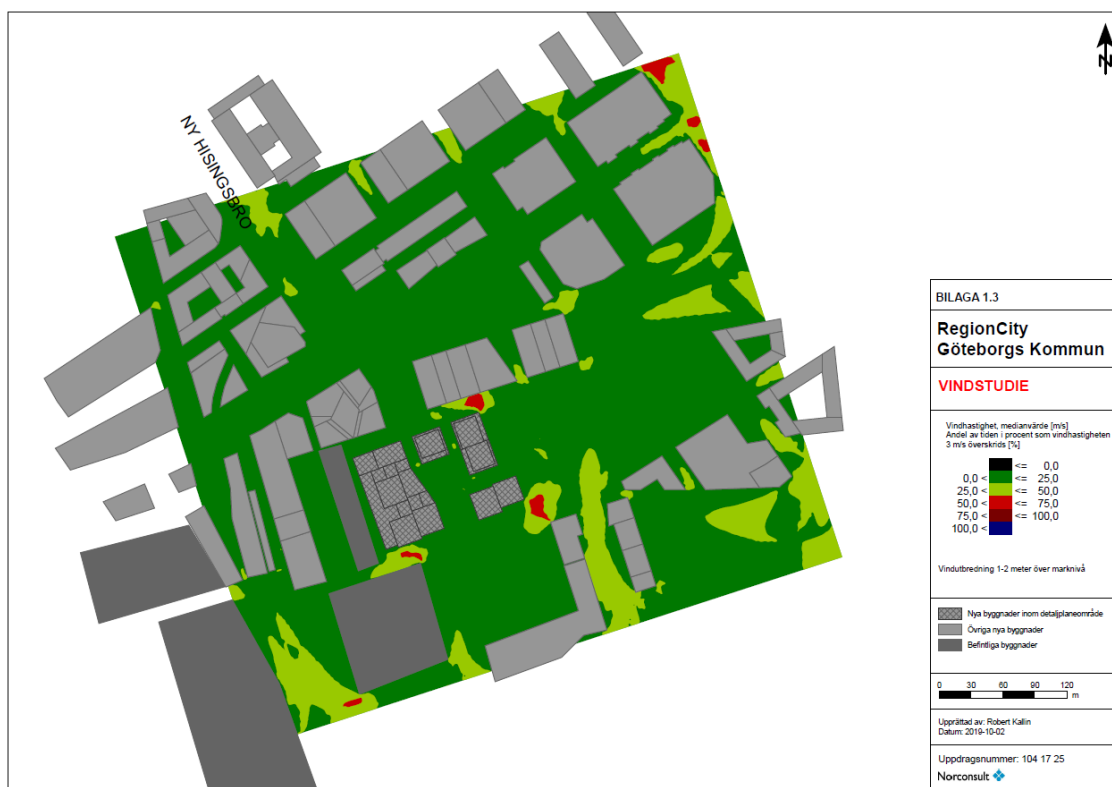 N
NY HISINGSBRO
BILAGA 1.3
RegionCity
Göteborgs Kommun
VINDSTUDIE
Vindhastighet, medianvärde [m/s]
Andel av tiden i procent som vindhastigheten
3 m/s överskrids [%]
<= 0,0
0,0 < <= 25,0
25,0 < <= 50,0
50,0 < <= 75,0
75,0 < <= 100,0
100,0 <
Vindutbredning 1-2 meter över marknivå
Nya byggnader inom detaljplaneområde
Övriga nya byggnader
Befintliga byggnader
0 30 60 90 120
m
Upprättad av: Robert Kallin
Datum: 2019-10-02
Uppdragsnummer: 104 17 25
Norconsult